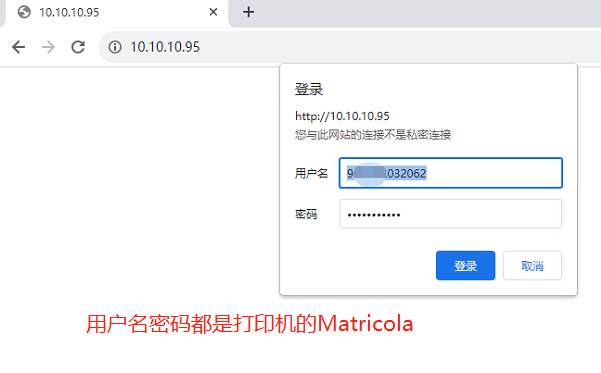 10.10.10.95
10.10.10.95
登录
http://10.10.10.95
您与此网站的连接不是私密连接
用户名 032062
密码 •••••••••••
登录 取消
用户名密码都是打印机的Matricola